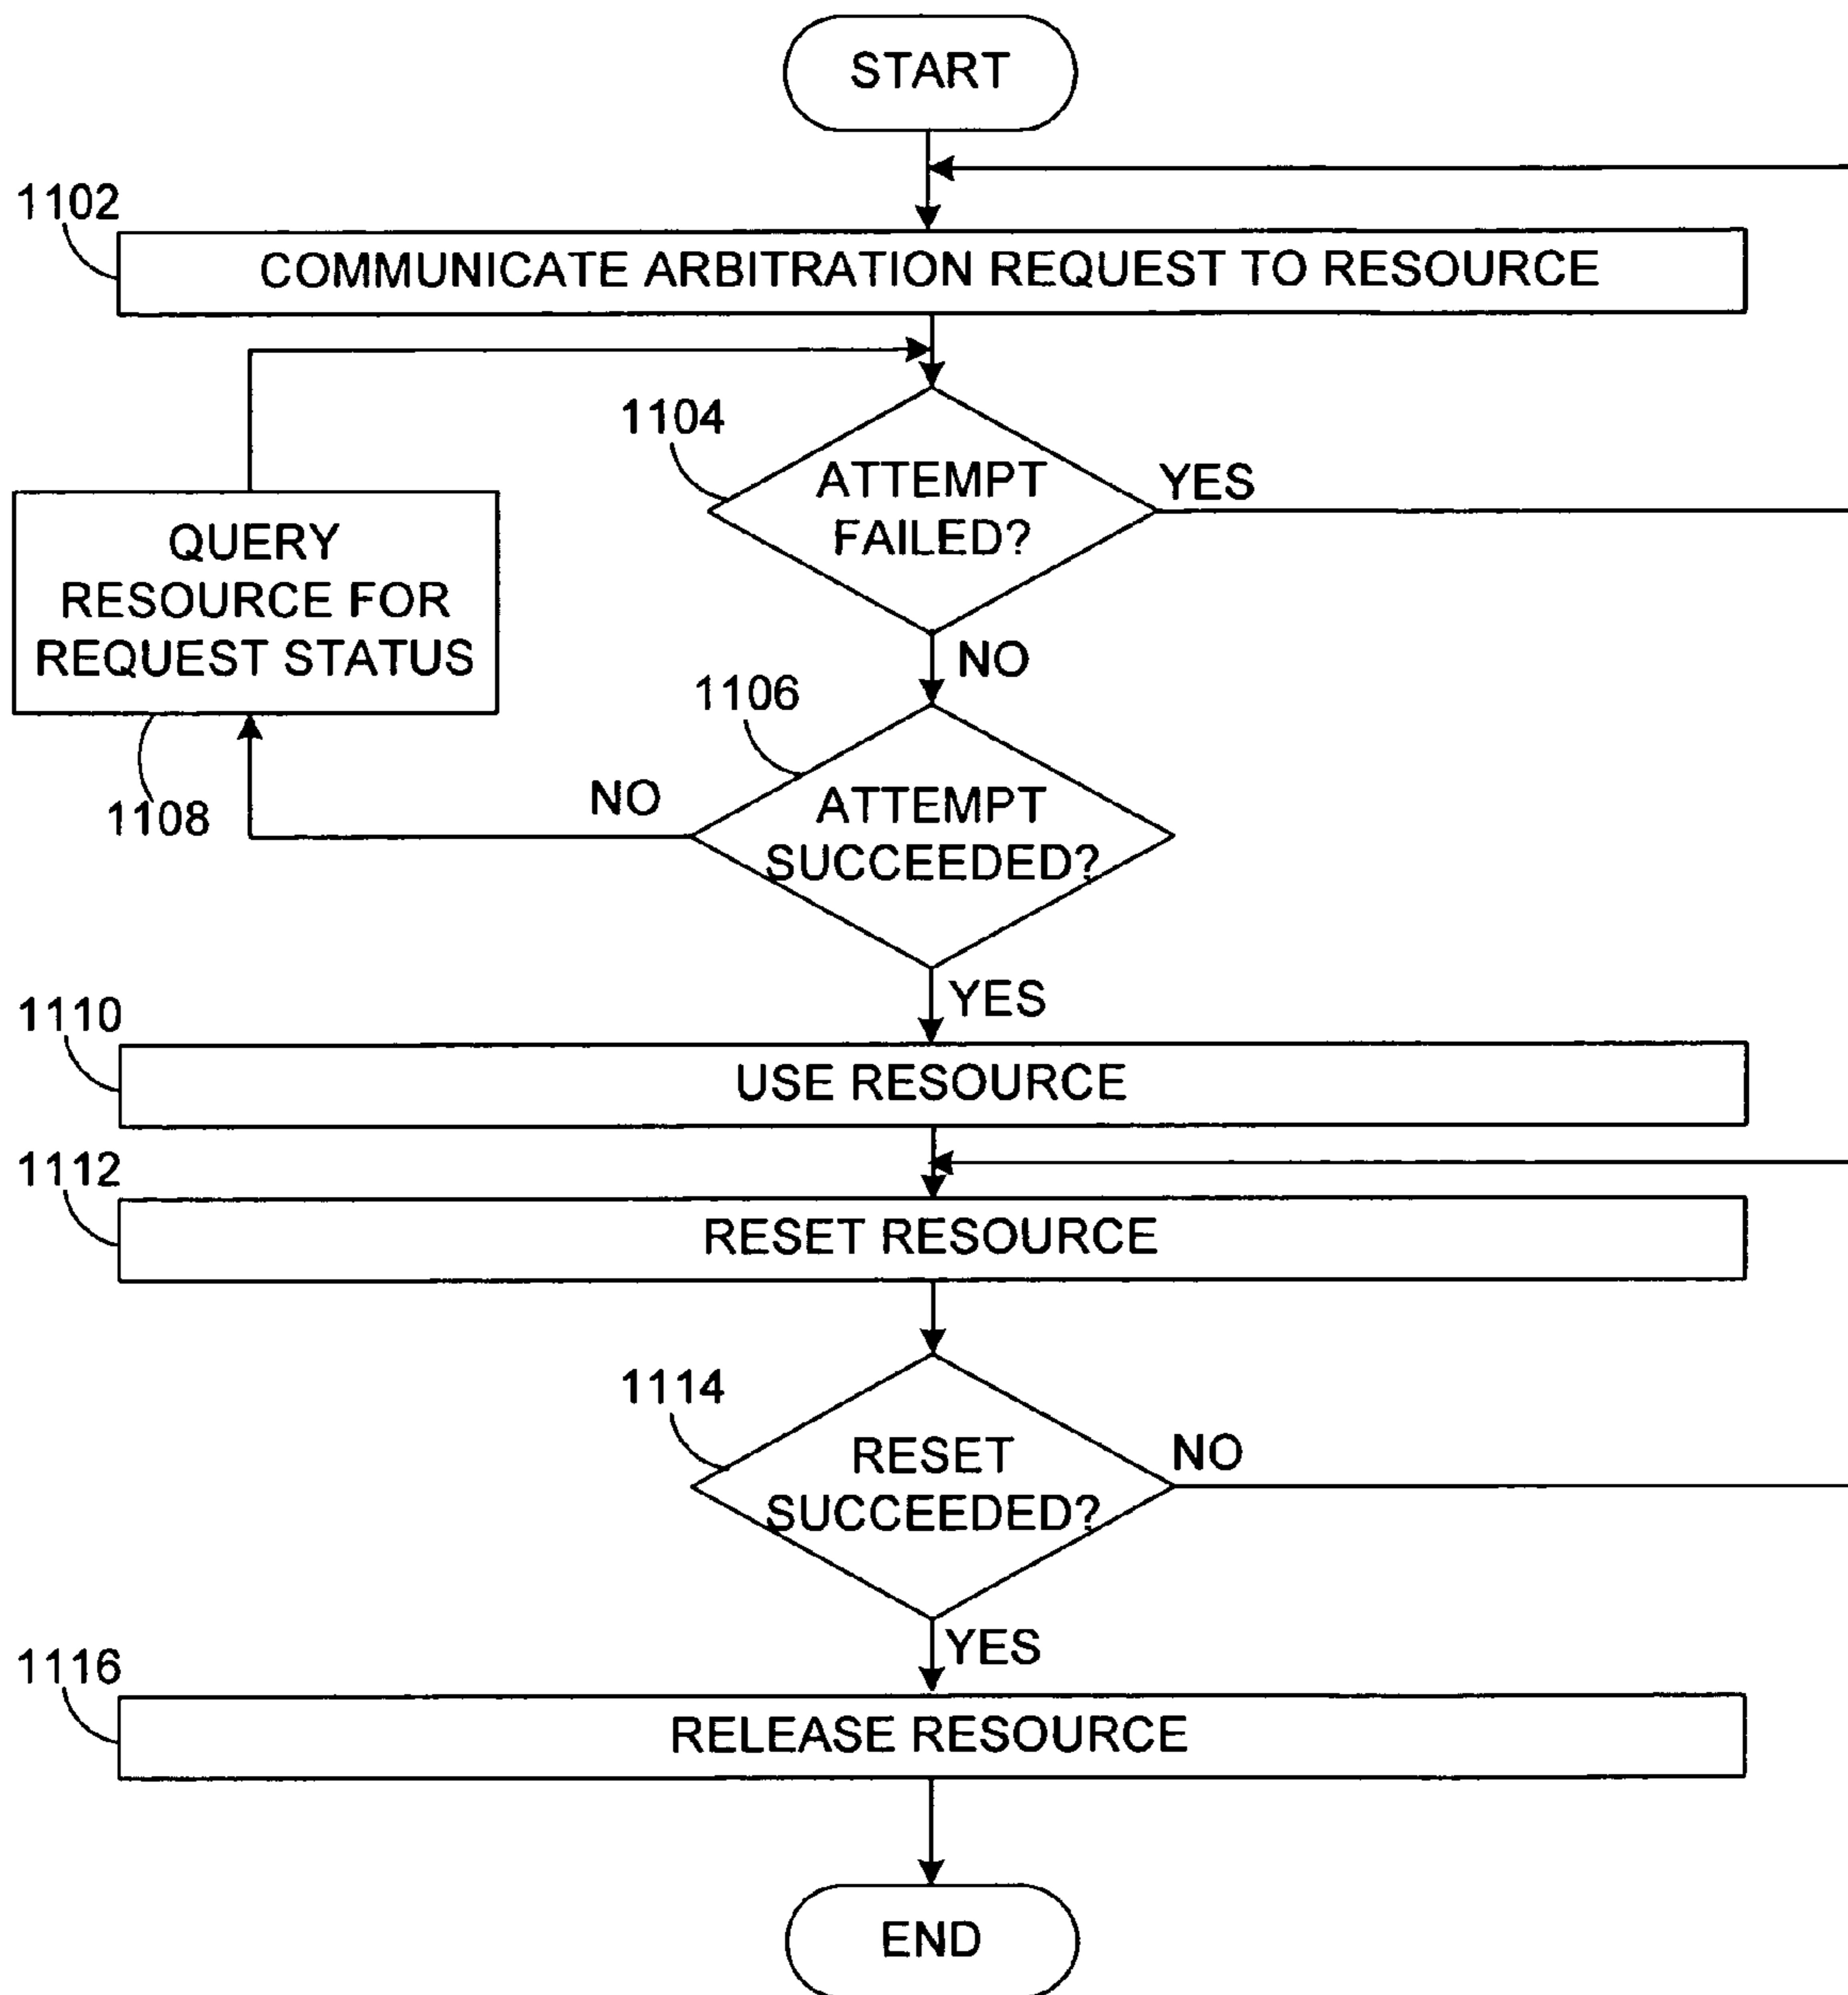 START
1102
COMMUNICATE ARBITRATION REQUEST TO RESOURCE
1104
ATTEMPT
FAILED?
YES
QUERY
RESOURCE FOR
REQUEST STATUS
NO
1106
1108
NO
ATTEMPT
SUCCEEDED?
YES
1110
USE RESOURCE
1112
RESET RESOURCE
1114
RESET
SUCCEEDED?
NO
YES
1116
RELEASE RESOURCE
END